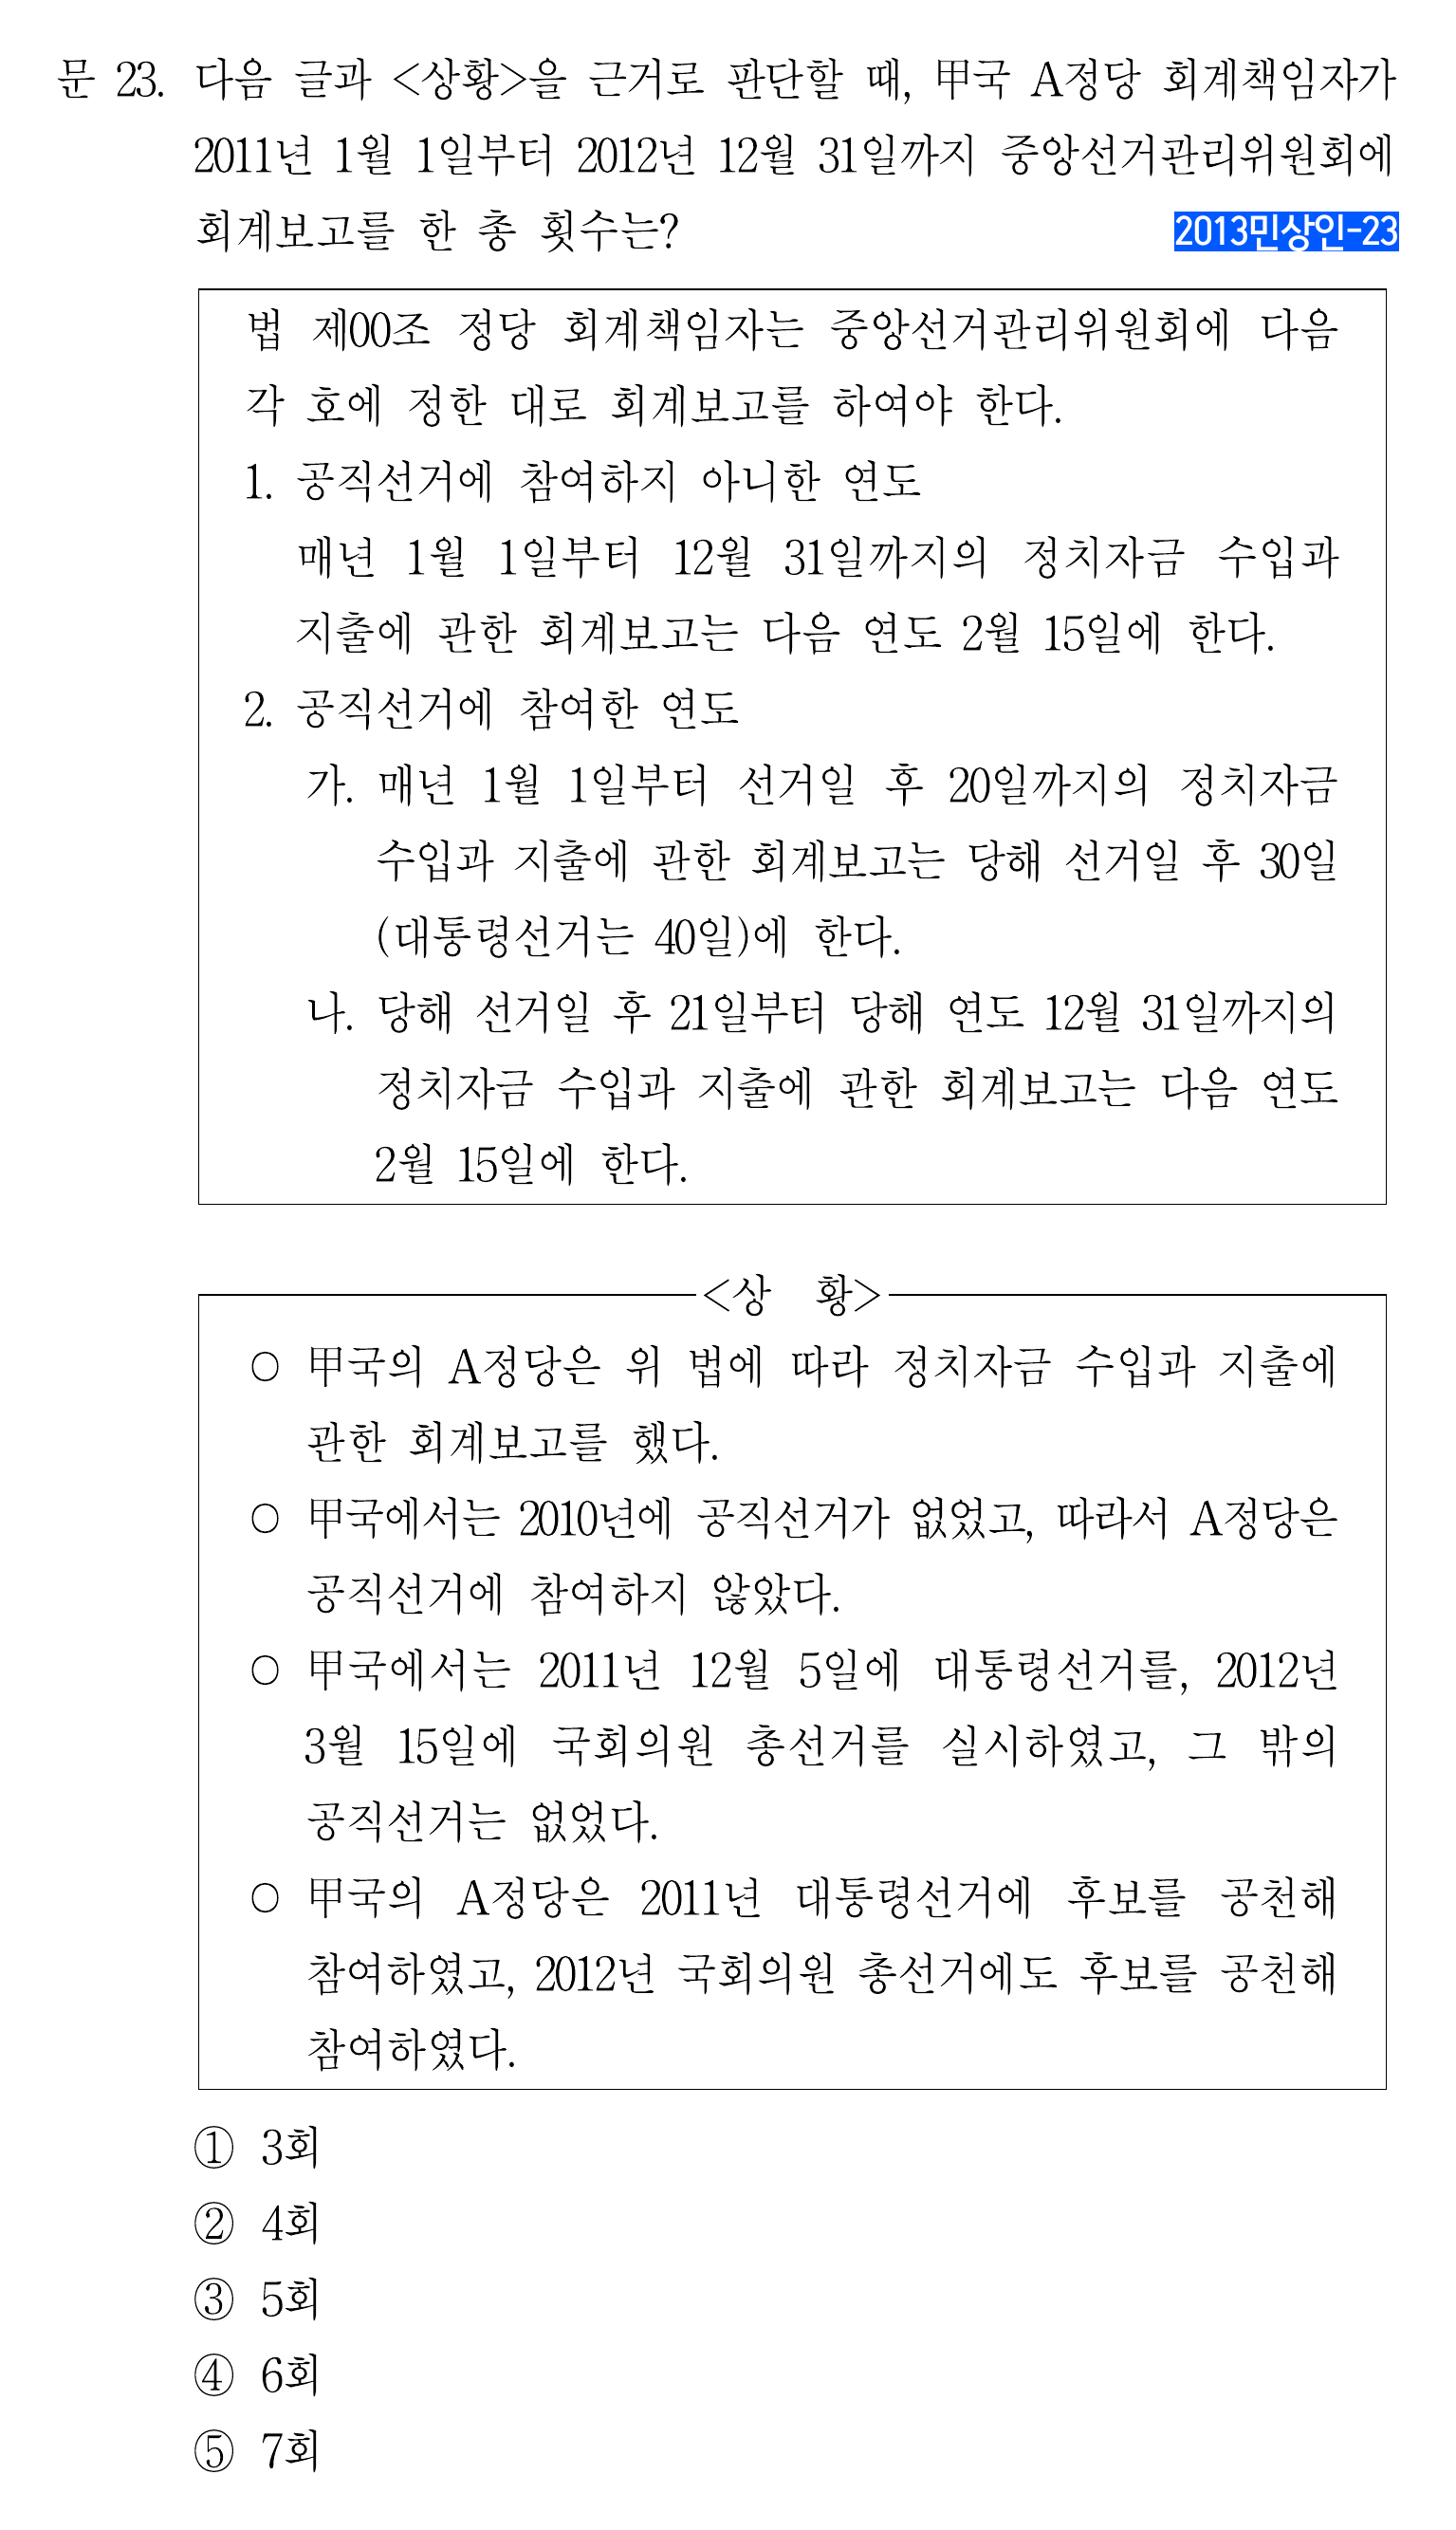 문 23. 다음 글과 <상황>을 근거로 판단할 때, 甲국 A정당 회계책임자가
2011년 1월 1일부터 2012년 12월 31일까지 중앙선거관리위원회에
회계보고를 한 총 횟수는?
2013민상인-23
법 제00조 정당 회계책임자는 중앙선거관리위원회에 다음
각 호에 정한 대로 회계보고를 하여야 한다.
1. 공직선거에 참여하지 아니한 연도
매년 1월 1일부터 12월 31일까지의 정치자금 수입과
지출에 관한 회계보고는 다음 연도 2월 15일에 한다.
2. 공직선거에 참여한 연도
가. 매년 1월 1일부터 선거일 후 20일까지의 정치자금
수입과 지출에 관한 회계보고는 당해 선거일 후 30일
(대통령선거는 40일)에 한다.
나. 당해 선거일 후 21일부터 당해 연도 12월 31일까지의
정치자금 수입과 지출에 관한 회계보고는 다음 연도
2월 15일에 한다.
<상 황>
○ 甲국의 A정당은 위 법에 따라 정치자금 수입과 지출에
관한 회계보고를 했다.
○ 甲국에서는 2010년에 공직선거가 없었고, 따라서 A정당은
공직선거에 참여하지 않았다.
○ 甲국에서는 2011년 12월 5일에 대통령선거를, 2012년
3월 15일에 국회의원 총선거를 실시하였고, 그 밖의
공직선거는 없었다.
○ 甲국의 A정당은 2011년 대통령선거에 후보를 공천해
참여하였고, 2012년 국회의원 총선거에도 후보를 공천해
참여하였다.
① 3회
② 4회
③ 5회
④ 6회
⑤ 7회